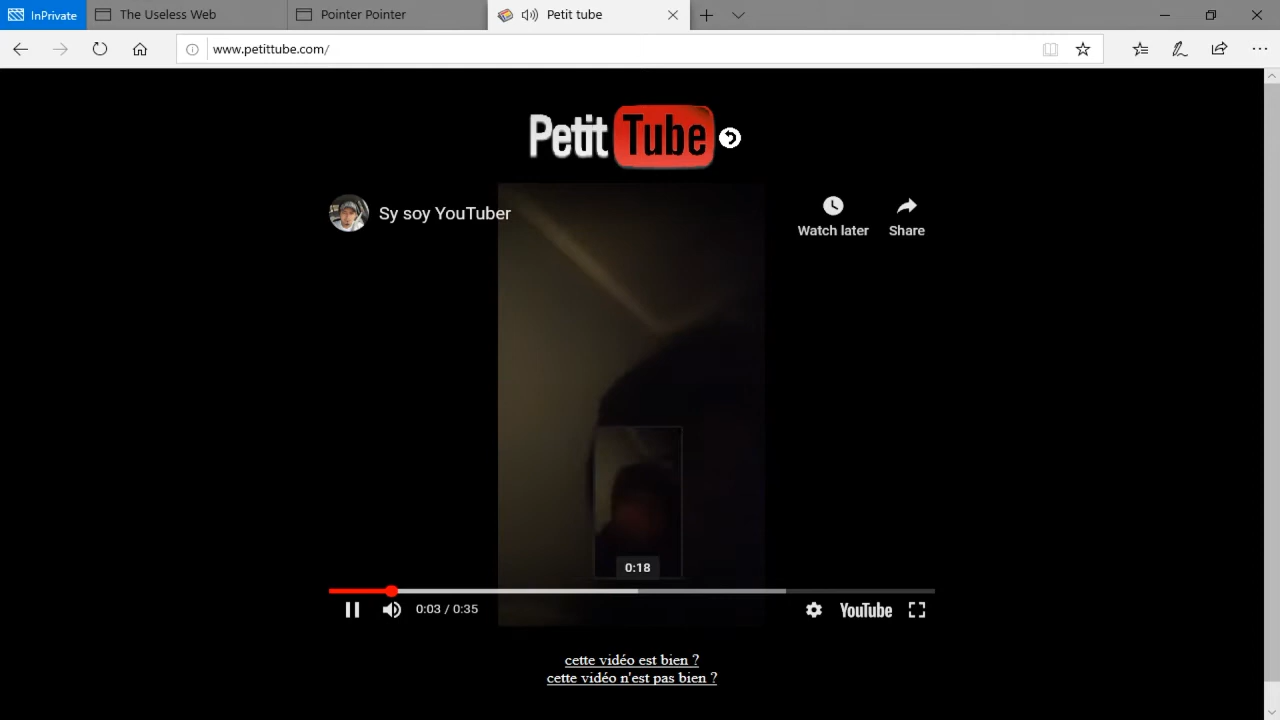 InPrivate The Useless Web Pointer Pointer Petit tube
www.petittube.com/
Petit Tube
Sy soy YouTuber
Watch later Share
0:18
0:03 / 0:35 YouTube
cette vidéo est bien ?
cette vidéo n'est pas bien ?